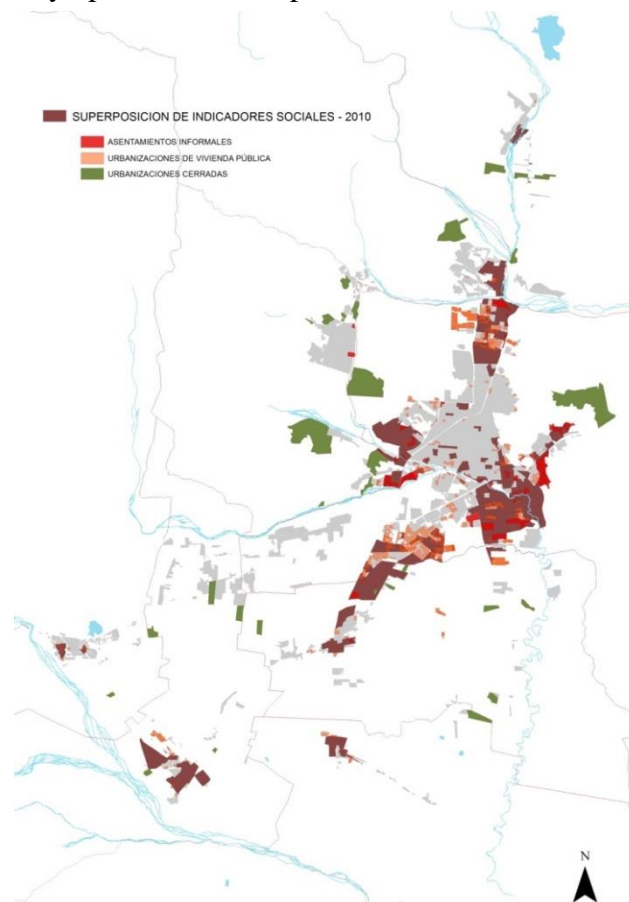 SUPERPOSICION DE INDICADORES SOCIALES - 2010
ASENTAMIENTOS INFORMALES
URBANIZACIONES DE VIVIENDA PÚBLICA
URBANIZACIONES CERRADAS
N